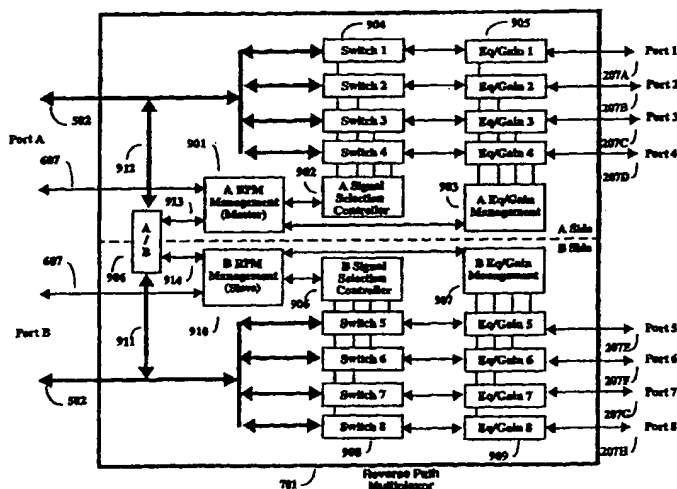 904
905
Switch 1
Eq/Gain 1
Port 1
207A
Switch 2
Eq/Gain 2
Port 2
207B
502
Switch 3
Eq/Gain 3
Port 3
207C
Port A
912
901
Switch 4
Eq/Gain 4
Port 4
207D
607
902
903
A RPM
Management
(Master)
A Signal
Selection
Controller
A Eq/Gain
Management
913
A / B
A Side
B Side
607
906
914
B RPM
Management
(Slave)
B Signal
Selection
Controller
B Eq/Gain
Management
906
907
Port B
911
910
Switch 5
Eq/Gain 5
Port 5
207E
Switch 6
Eq/Gain 6
Port 6
207F
502
Switch 7
Eq/Gain 7
Port 7
207G
Switch 8
Eq/Gain 8
Port 8
207H
908
909
701
Reverse Path
Multiplexor